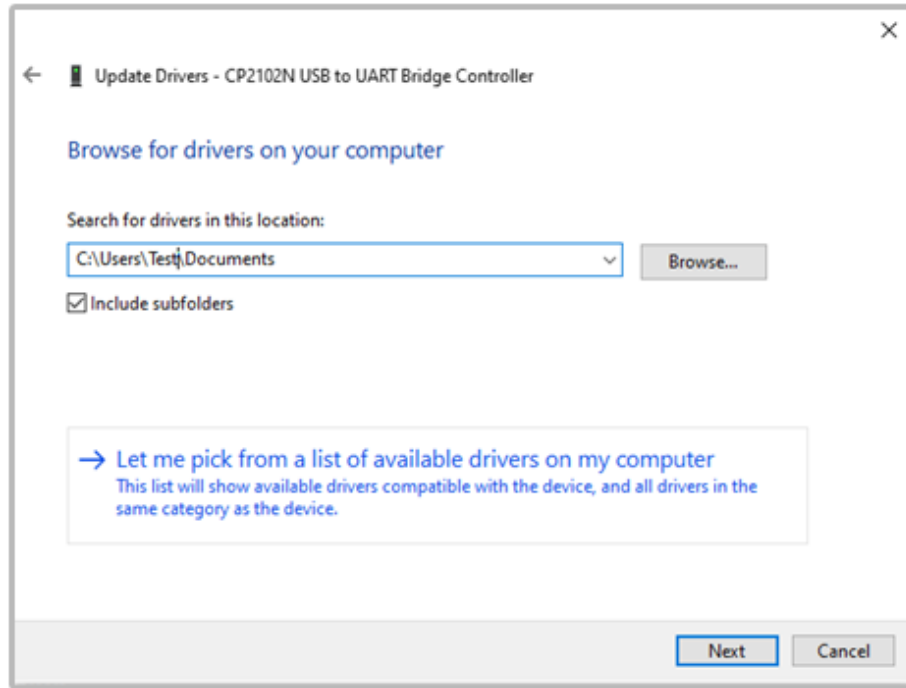 Update Drivers - CP2102N USB to UART Bridge Controller
Browse for drivers on your computer
Search for drivers in this location:
C:\Users\Test\Documents
Browse...
Include subfolders
Let me pick from a list of available drivers on my computer
This list will show available drivers compatible with the device, and all drivers in the
same category as the device.
Next
Cancel